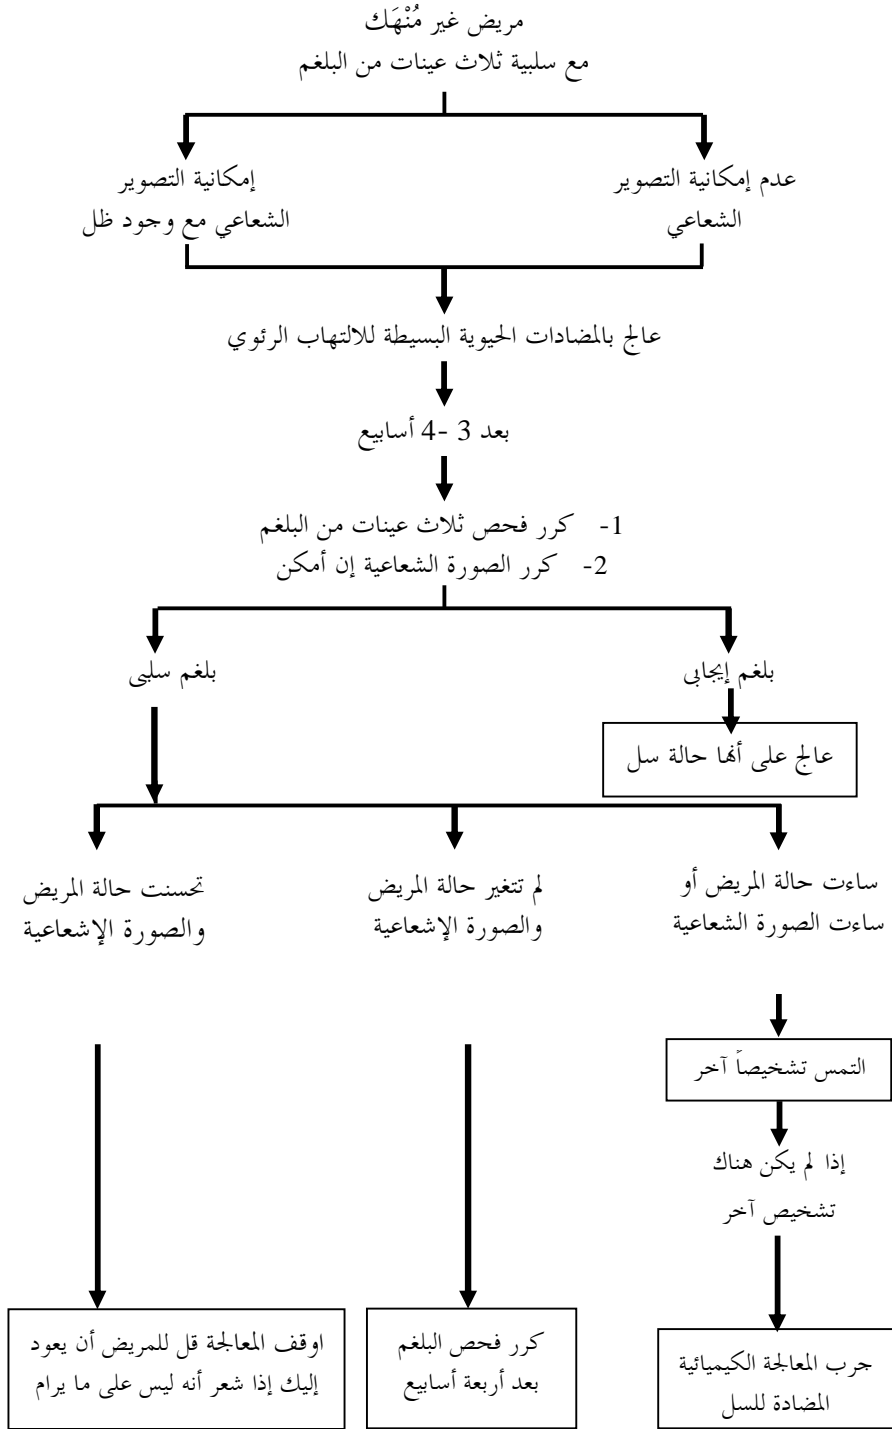 مريض غير مُنْهَك
مع سلبية ثلاث عينات من البلغم
عدم إمكانية التصوير
الشعاعي
إمكانية التصوير
الشعاعي مع وجود ظل
عالج بالمضادات الحيوية البسيطة للالتهاب الرئوي
بعد 3 -4 أسابيع
1- كرر فحص ثلاث عينات من البلغم
2- كرر الصورة الشعاعية إن أمكن
بلغم إيجابى
بلغم سلبى
عالج على أنها حالة سل
ساءت حالة المريض أو
ساءت الصورة الشعاعية
لم تتغير حالة المريض
والصورة الإشعاعية
تحسنت حالة المريض
والصورة الإشعاعية
التمس تشخيصاً آخر
إذا لم يكن هناك
تشخيص آخر
جرب المعالجة الكيميائية
المضادة للسل
كرر فحص البلغم
بعد أربعة أسابيع
اوقف المعالجة قل للمريض أن يعود
إليك إذا شعر أنه ليس على ما يرام